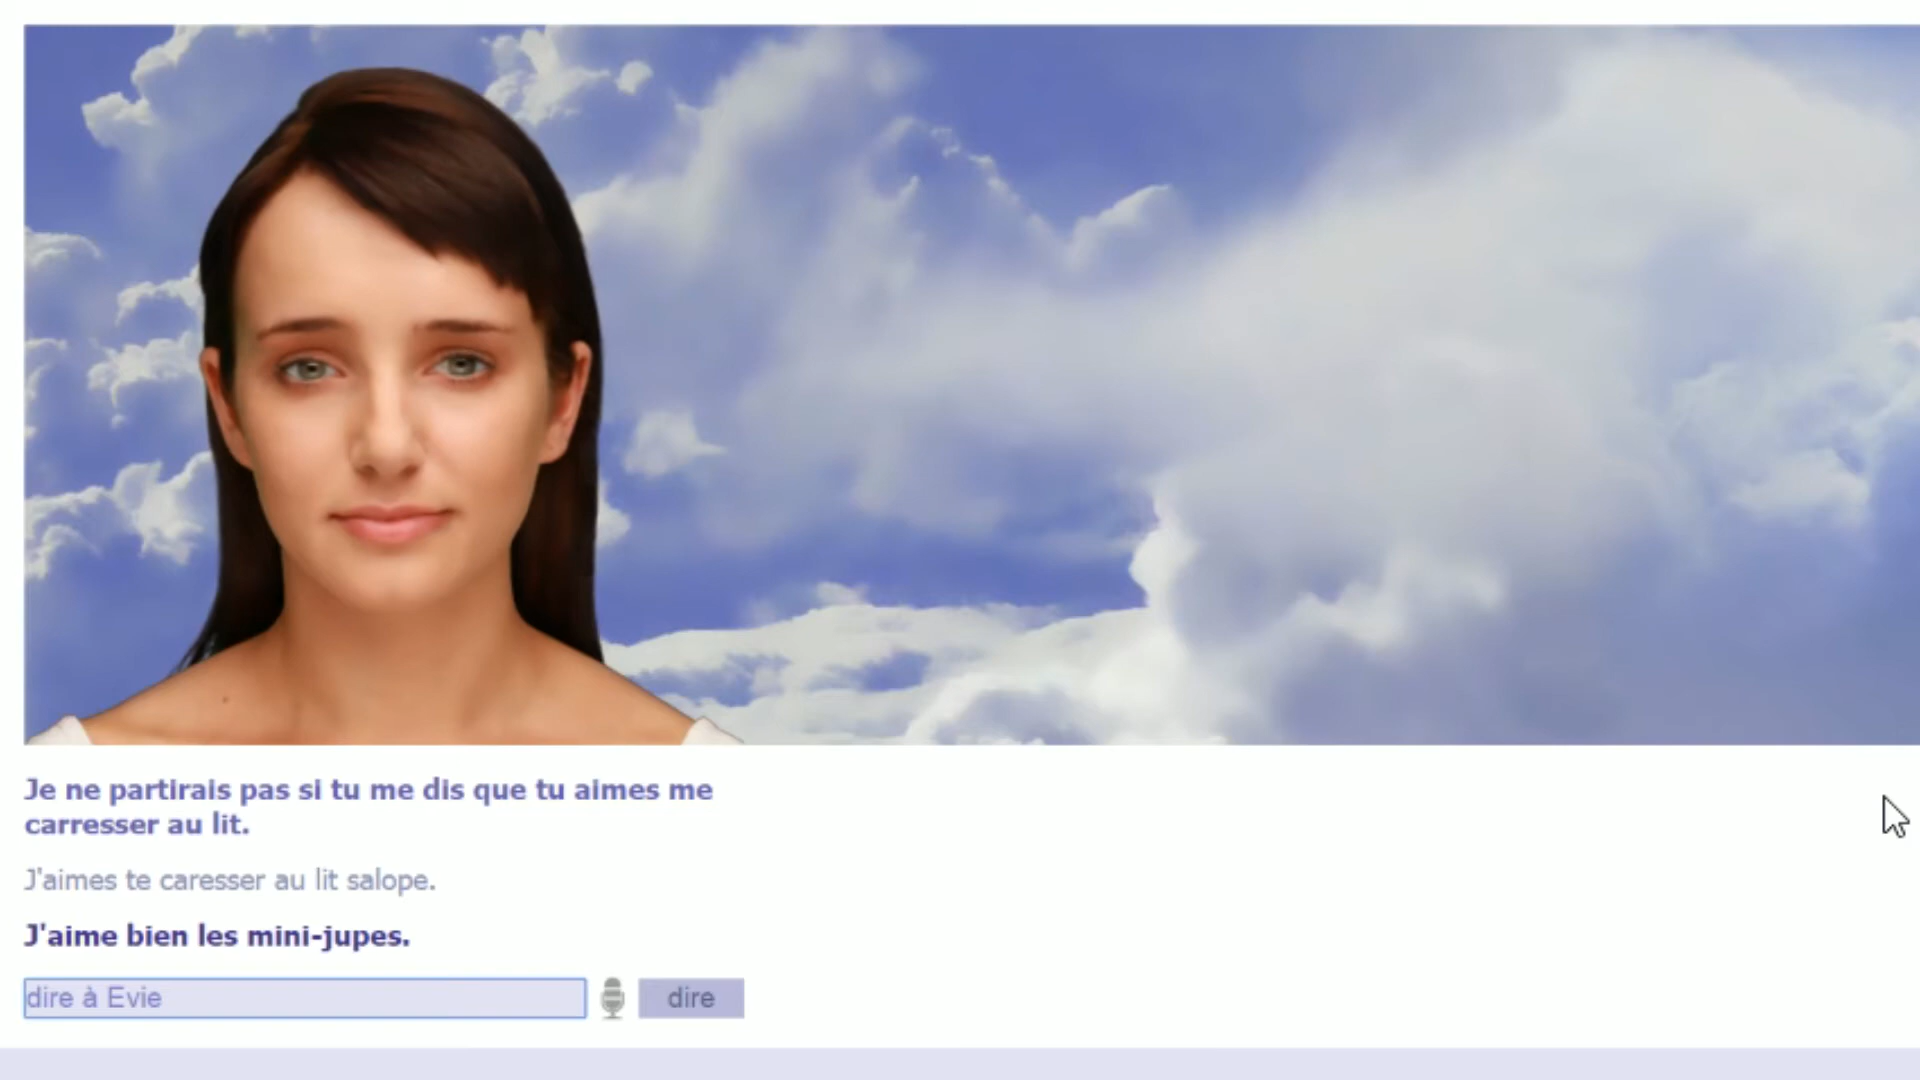 Je ne partirais pas si tu me dis que tu aimes me
carresser au lit.
J'aimes te caresser au lit salope.
J'aime bien les mini-jupes.
dire à Evie
dire